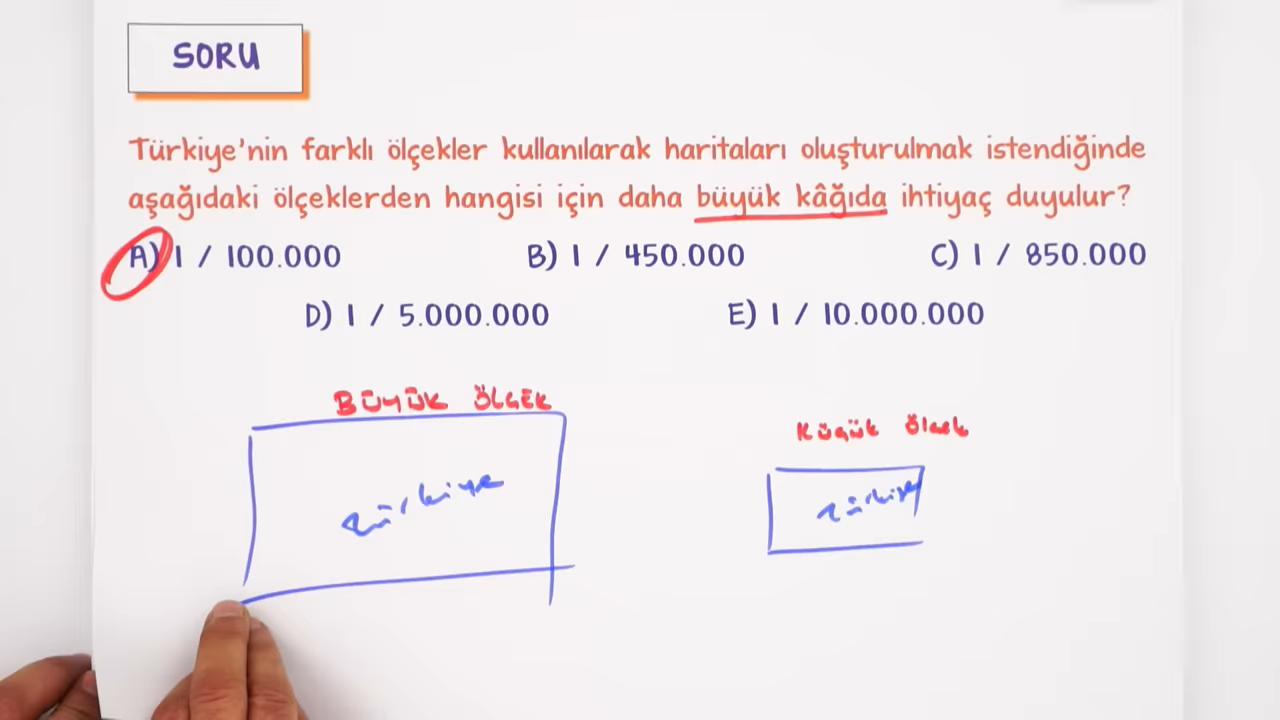 SORU
Türkiye'nin farklı ölçekler kullanılarak haritaları oluşturulmak istendiğinde
aşağıdaki ölçeklerden hangisi için daha büyük kâğıda ihtiyaç duyulur?
A) 1 / 100.000 B) 1 / 450.000 C) 1 / 850.000
D) 1 / 5.000.000 E) 1 / 10.000.000
BÜYÜK ÖLÇEK
Küçük Ölçek
Türkiye Türkiye